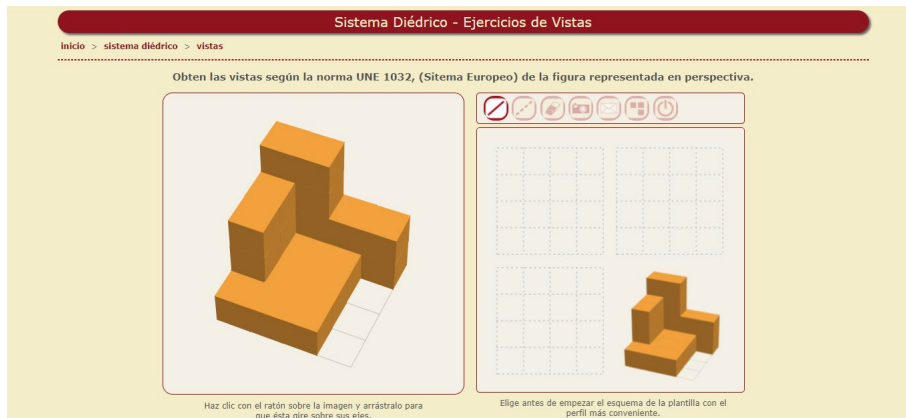 Sistema Diédrico - Ejercicios de Vistas
inicio > sistema diédrico > vistas
Obten las vistas según la norma UNE 1032, (Sitema Europeo) de la figura representada en perspectiva.
Haz clic con el ratón sobre la imagen y arrástralo para
que ésta gire sobre sus ejes.
Elige antes de empezar el esquema de la plantilla con el
perfil más conveniente.